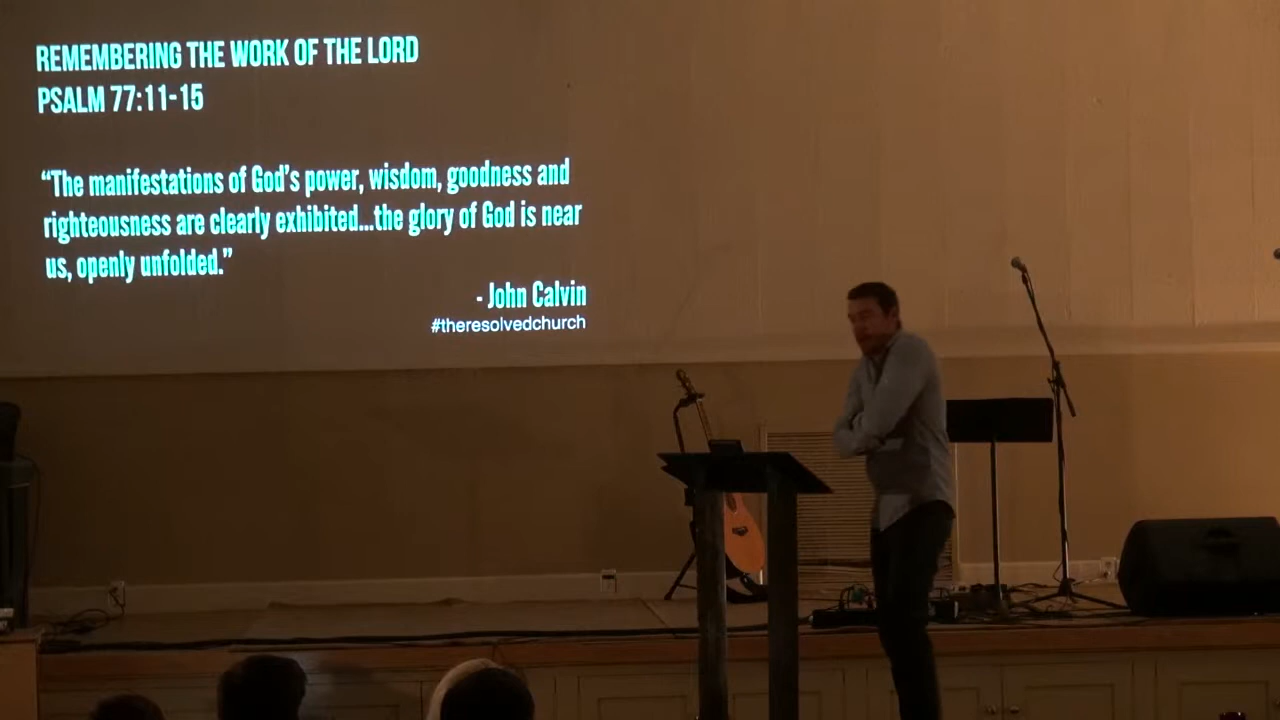 REMEMBERING THE WORK OF THE LORD
PSALM 77:11-15
“The manifestations of God’s power, wisdom, goodness and
righteousness are clearly exhibited...the glory of God is near
us, openly unfolded.”
- John Calvin
#theresolvedchurch